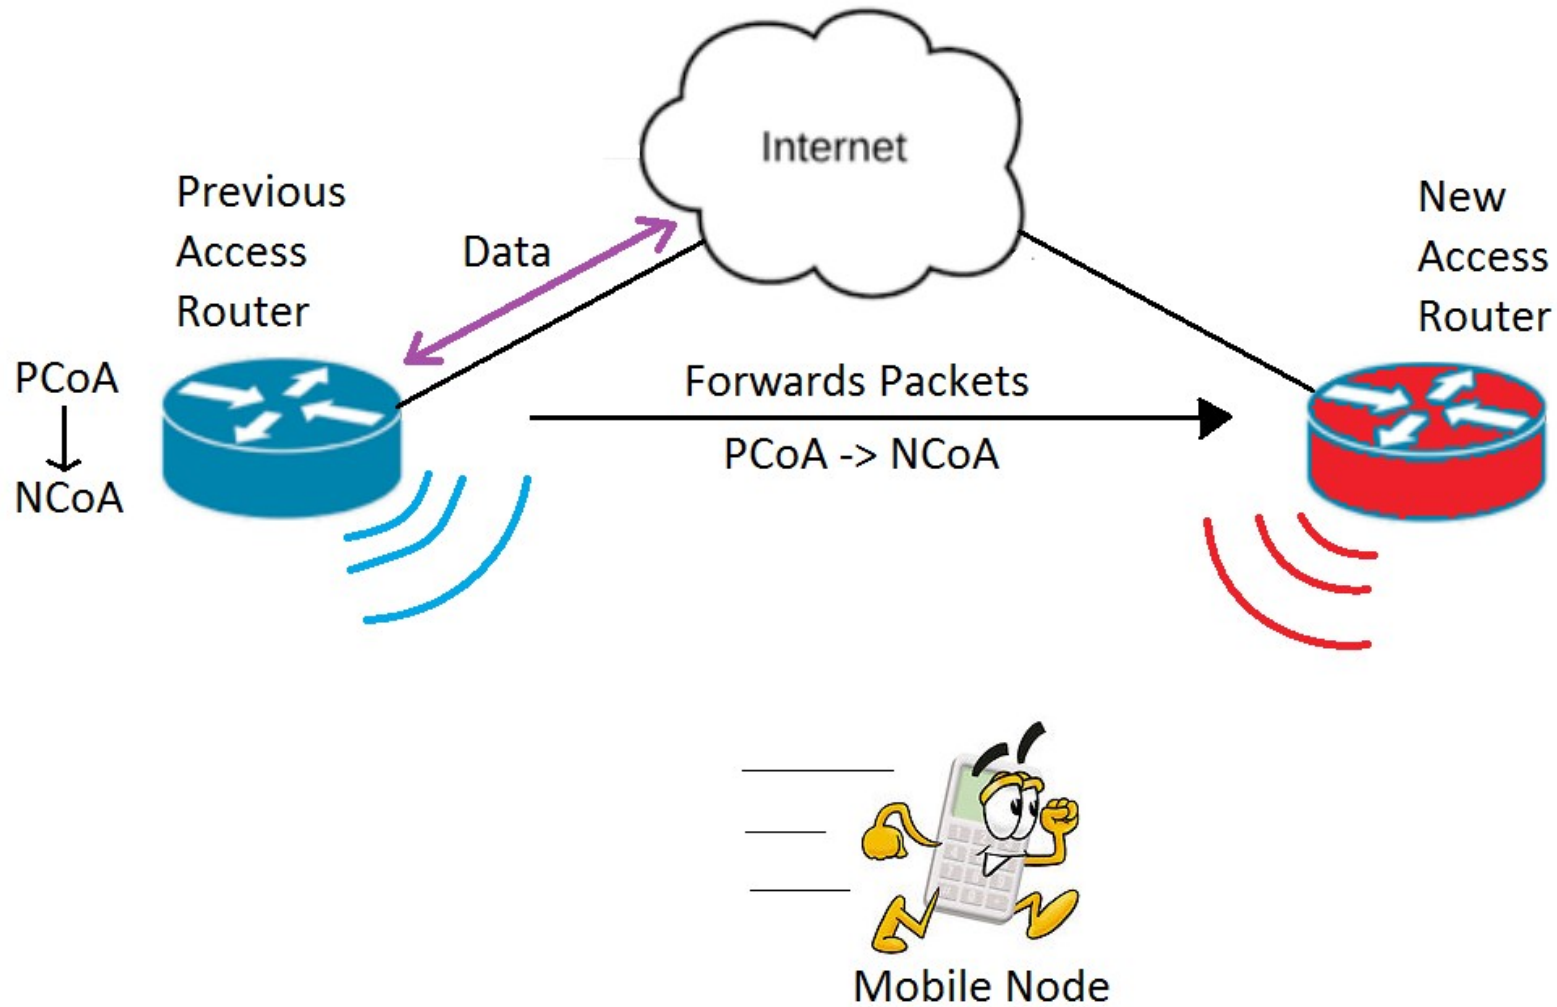 Internet
Previous
Access
Router
Data
New
Access
Router
PCoA
NCoA
Forwards Packets
PCoA -> NCoA
Mobile Node